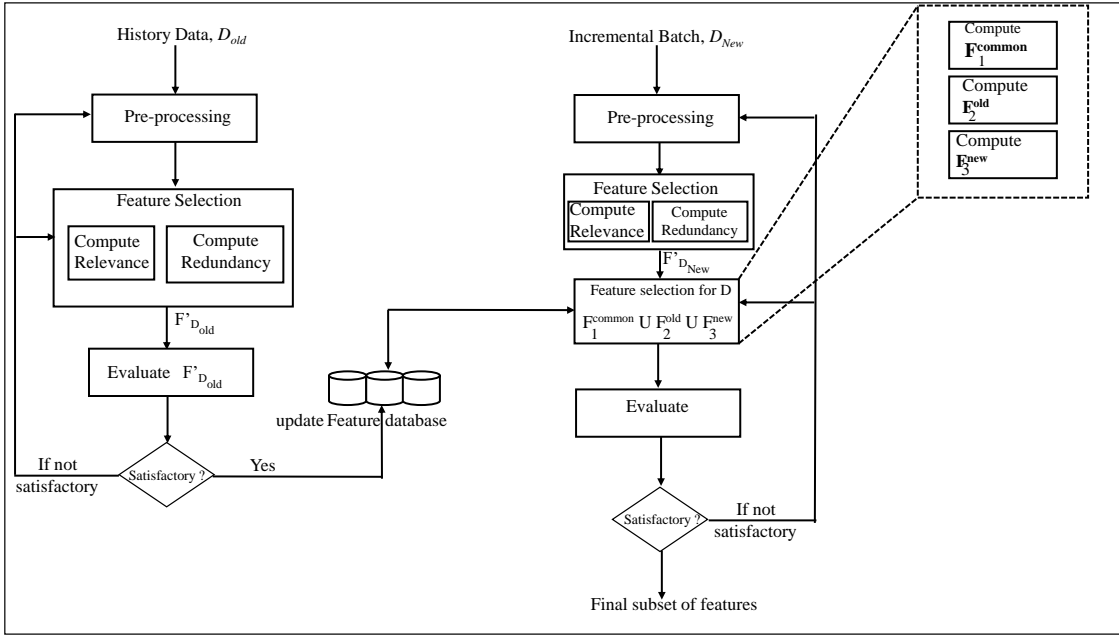 History Data, D_old
Pre-processing
Feature Selection
Compute
Relevance
Compute
Redundancy
F'D_old
Evaluate F'D_old
Satisfactory ?
If not
satisfactory
Yes
update Feature database
Incremental Batch, D_New
Pre-processing
Feature Selection
Compute
Relevance
Compute
Redundancy
F'D_New
Feature selection for D
F_1^common U F_2^old U F_3^new
Evaluate
Satisfactory ?
If not
satisfactory
Final subset of features
Compute
F_1^common
Compute
F_2^old
Compute
F_3^new